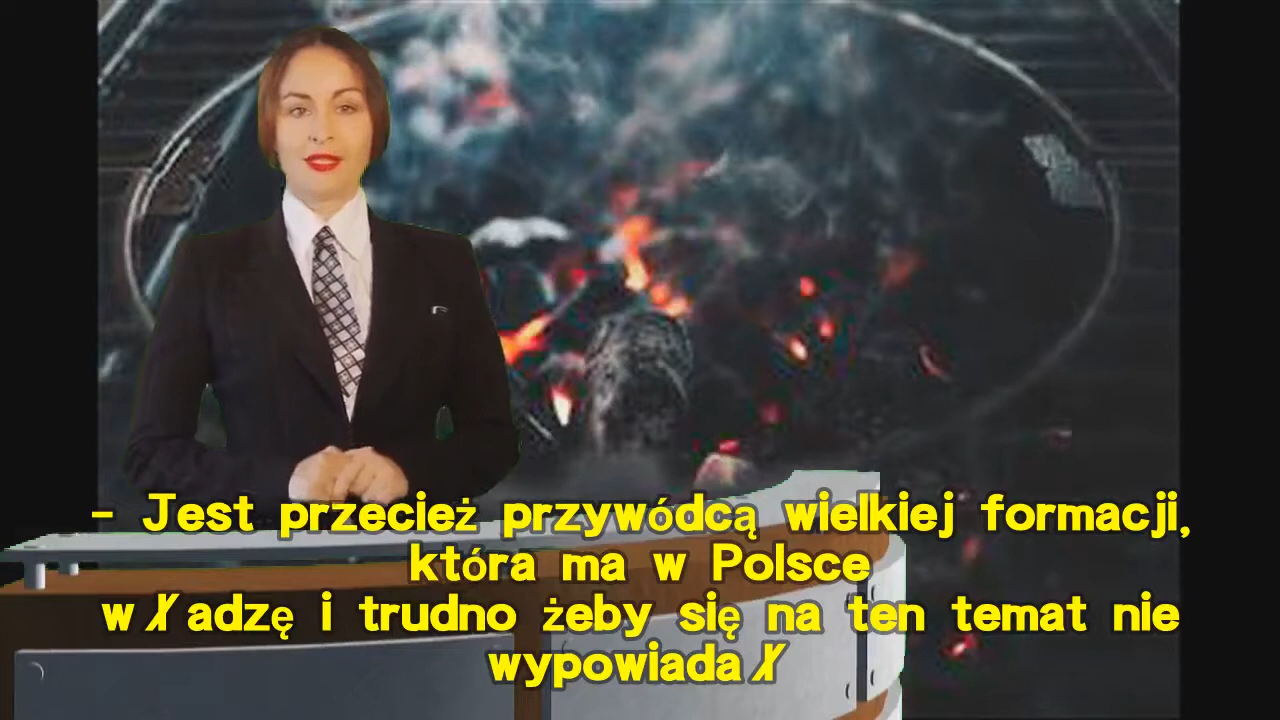 - Jest przecież przywódcą wielkiej formacji,
która ma w Polsce
władzę i trudno żeby się na ten temat nie
wypowiadał